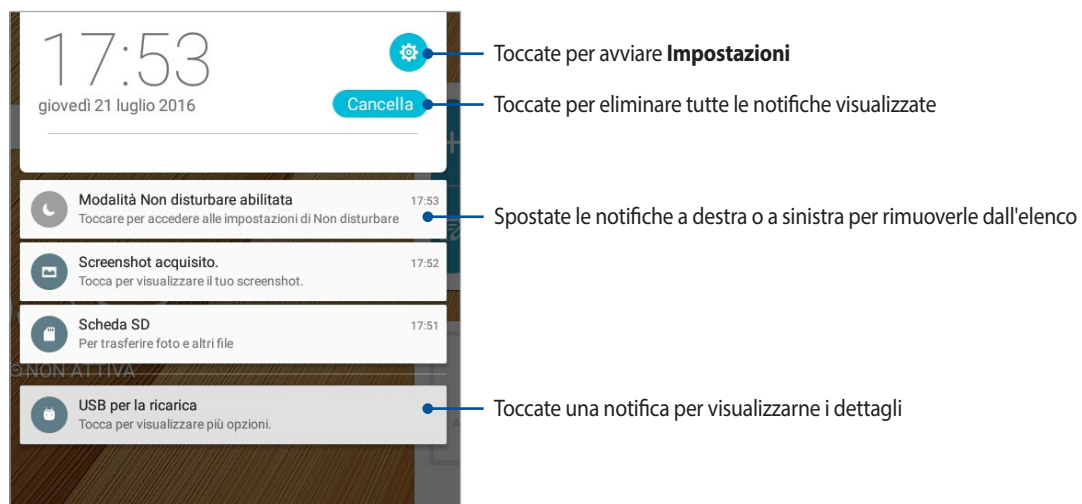 17:53
Toccate per avviare Impostazioni
giovedì 21 luglio 2016
Cancella
Toccate per eliminare tutte le notifiche visualizzate
Modalità Non disturbare abilitata
17:53
Toccare per accedere alle impostazioni di Non disturbare
Spostate le notifiche a destra o a sinistra per rimuoverle dall'elenco
Screenshot acquisito.
17:52
Tocca per visualizzare il tuo screenshot.
Scheda SD
17:51
Per trasferire foto e altri file
NON ATTIVA
USB per la ricarica
Toccate una notifica per visualizzarne i dettagli
Tocca per visualizzare più opzioni.
A